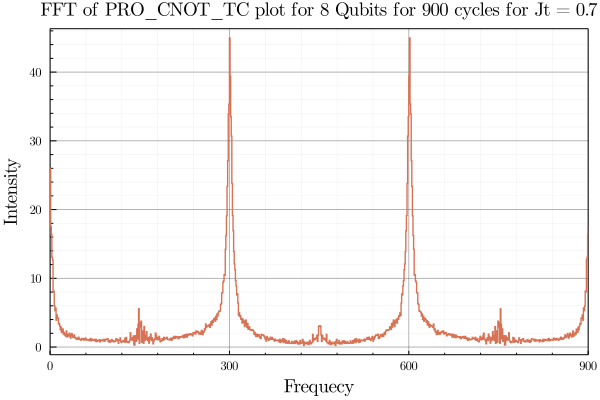 FFT of PRO_CNOT_TC plot for 8 Qubits for 900 cycles for Jt = 0.7
Intensity
40
30
20
10
0
0 300 600 900
Frequecy